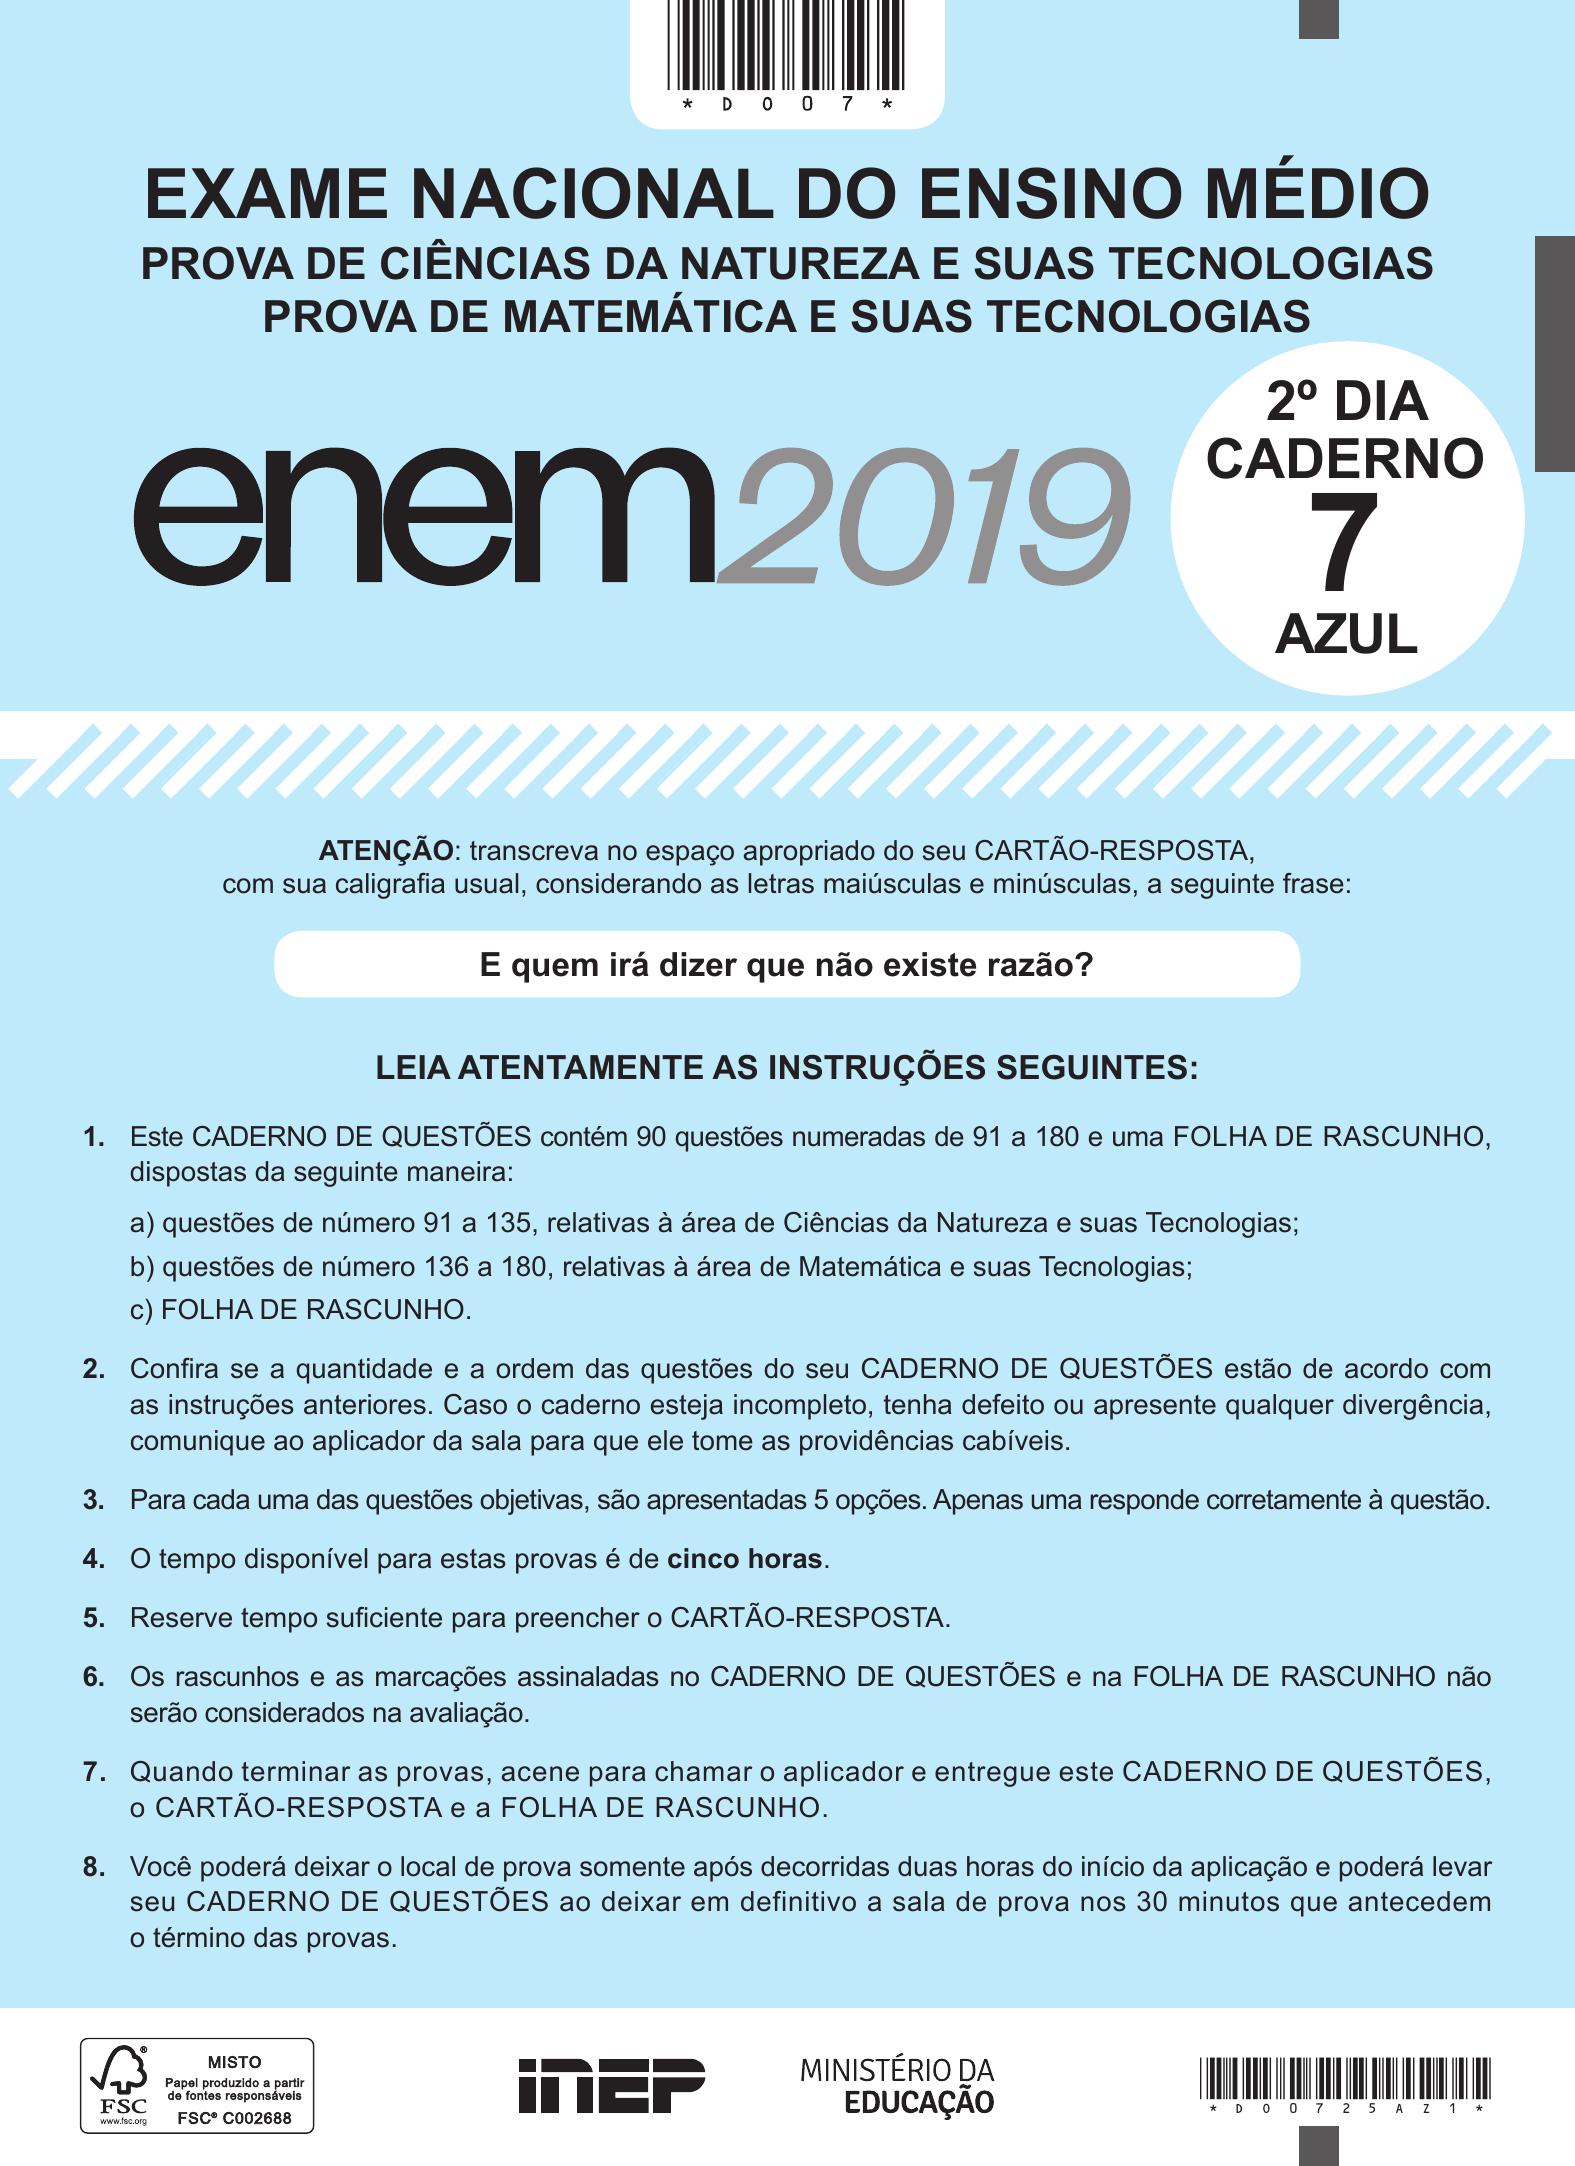 * D 0 0 7 *
EXAME NACIONAL DO ENSINO MÉDIO
PROVA DE CIÊNCIAS DA NATUREZA E SUAS TECNOLOGIAS
PROVA DE MATEMÁTICA E SUAS TECNOLOGIAS
enem2019
2º DIA
CADERNO
7
AZUL
ATENÇÃO: transcreva no espaço apropriado do seu CARTÃO-RESPOSTA,
com sua caligrafia usual, considerando as letras maiúsculas e minúsculas, a seguinte frase:
E quem irá dizer que não existe razão?
LEIA ATENTAMENTE AS INSTRUÇÕES SEGUINTES:
1. Este CADERNO DE QUESTÕES contém 90 questões numeradas de 91 a 180 e uma FOLHA DE RASCUNHO,
dispostas da seguinte maneira:
a) questões de número 91 a 135, relativas à área de Ciências da Natureza e suas Tecnologias;
b) questões de número 136 a 180, relativas à área de Matemática e suas Tecnologias;
c) FOLHA DE RASCUNHO.
2. Confira se a quantidade e a ordem das questões do seu CADERNO DE QUESTÕES estão de acordo com
as instruções anteriores. Caso o caderno esteja incompleto, tenha defeito ou apresente qualquer divergência,
comunique ao aplicador da sala para que ele tome as providências cabíveis.
3. Para cada uma das questões objetivas, são apresentadas 5 opções. Apenas uma responde corretamente à questão.
4. O tempo disponível para estas provas é de cinco horas.
5. Reserve tempo suficiente para preencher o CARTÃO-RESPOSTA.
6. Os rascunhos e as marcações assinaladas no CADERNO DE QUESTÕES e na FOLHA DE RASCUNHO não
serão considerados na avaliação.
7. Quando terminar as provas, acene para chamar o aplicador e entregue este CADERNO DE QUESTÕES,
o CARTÃO-RESPOSTA e a FOLHA DE RASCUNHO.
8. Você poderá deixar o local de prova somente após decorridas duas horas do início da aplicação e poderá levar
seu CADERNO DE QUESTÕES ao deixar em definitivo a sala de prova nos 30 minutos que antecedem
o término das provas.
®
FSC
www.fsc.org
MISTO
Papel produzido a partir
de fontes responsáveis
FSC® C002688
INEP
MINISTÉRIO DA
EDUCAÇÃO
* D 0 0 7 2 5 A Z 1 *